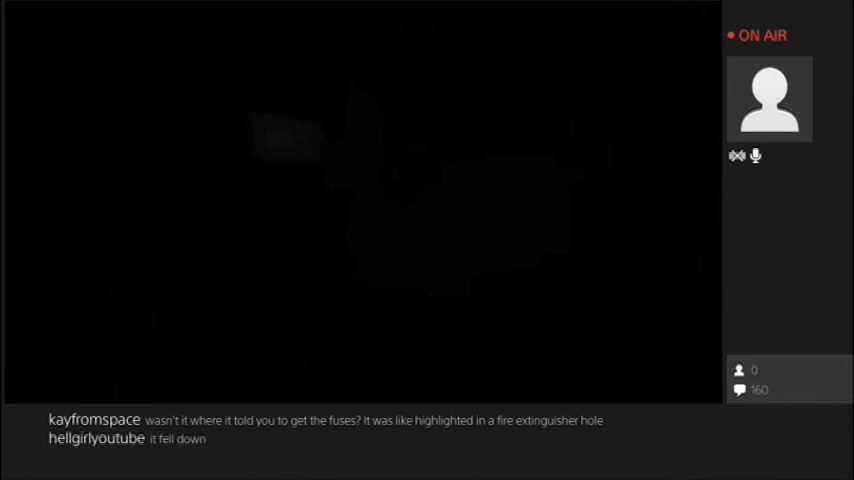 ON AIR
0
160
kayfromspace wasn't it where it told you to get the fuses? It was like highlighted in a fire extinguisher hole
hellgirlyoutube it fell down